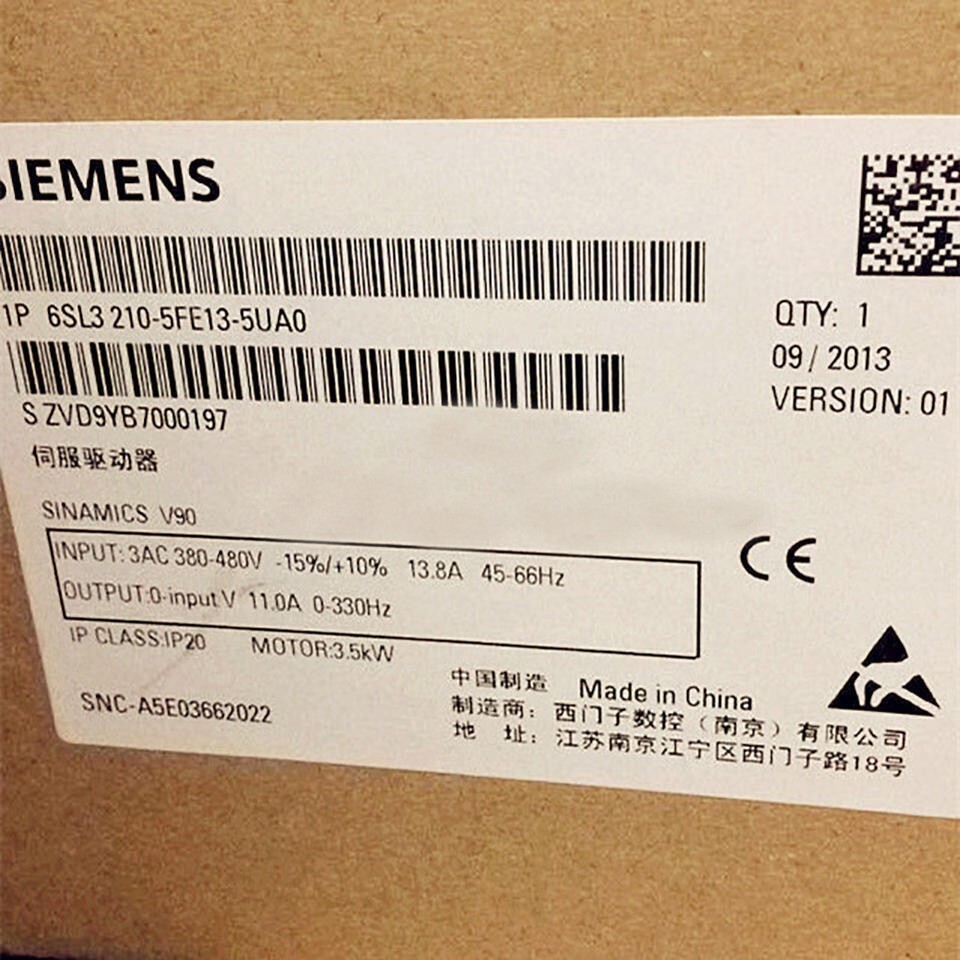 SIEMENS
1P 6SL3 210-5FE13-5UA0
QTY: 1
09/2013
VERSION: 01
S ZVD9YB7000197
伺服驱动器
SINAMICS V90
INPUT: 3AC 380-480V -15%/+10% 13.8A 45-66Hz
OUTPUT:0-input V 11.0A 0-330Hz
CE
IP CLASS:IP20 MOTOR:3.5kW
SNC-A5E03662022
中国制造 Made in China
制造商: 西门子数控（南京）有限公司
地 址: 江苏南京江宁区西门子路18号